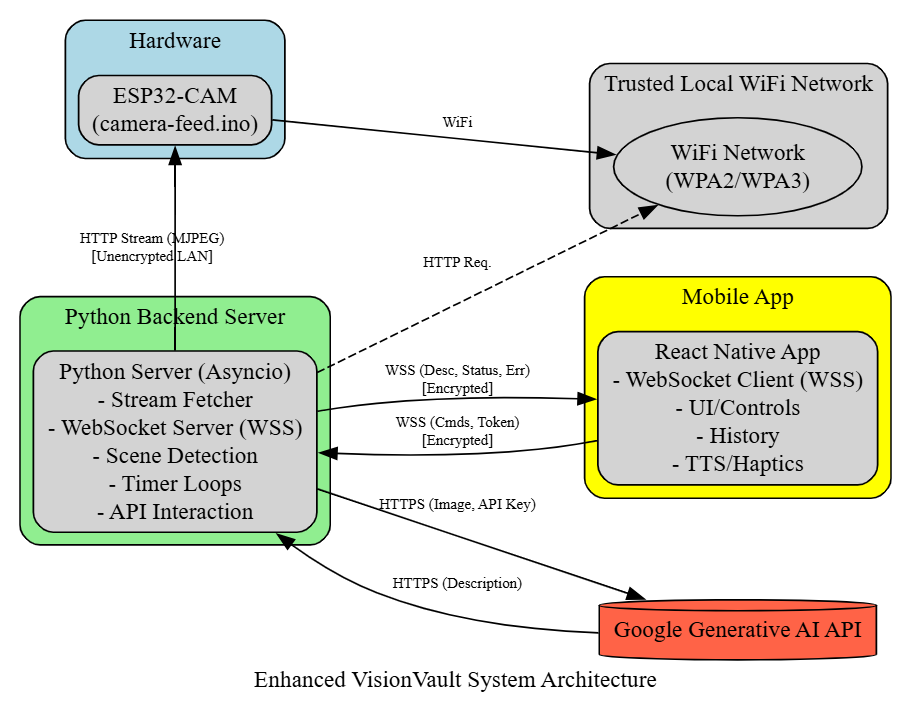 Hardware
ESP32-CAM
(camera-feed.ino)
WiFi
Trusted Local WiFi Network
WiFi Network
(WPA2/WPA3)
HTTP Stream (MJPEG)
[Unencrypted LAN]
HTTP Req.
Python Backend Server
Python Server (Asyncio)
- Stream Fetcher
- WebSocket Server (WSS)
- Scene Detection
- Timer Loops
- API Interaction
WSS (Desc, Status, Err)
[Encrypted]
WSS (Cmds, Token)
[Encrypted]
Mobile App
React Native App
- WebSocket Client (WSS)
- UI/Controls
- History
- TTS/Haptics
HTTPS (Image, API Key)
HTTPS (Description)
Google Generative AI API
Enhanced VisionVault System Architecture